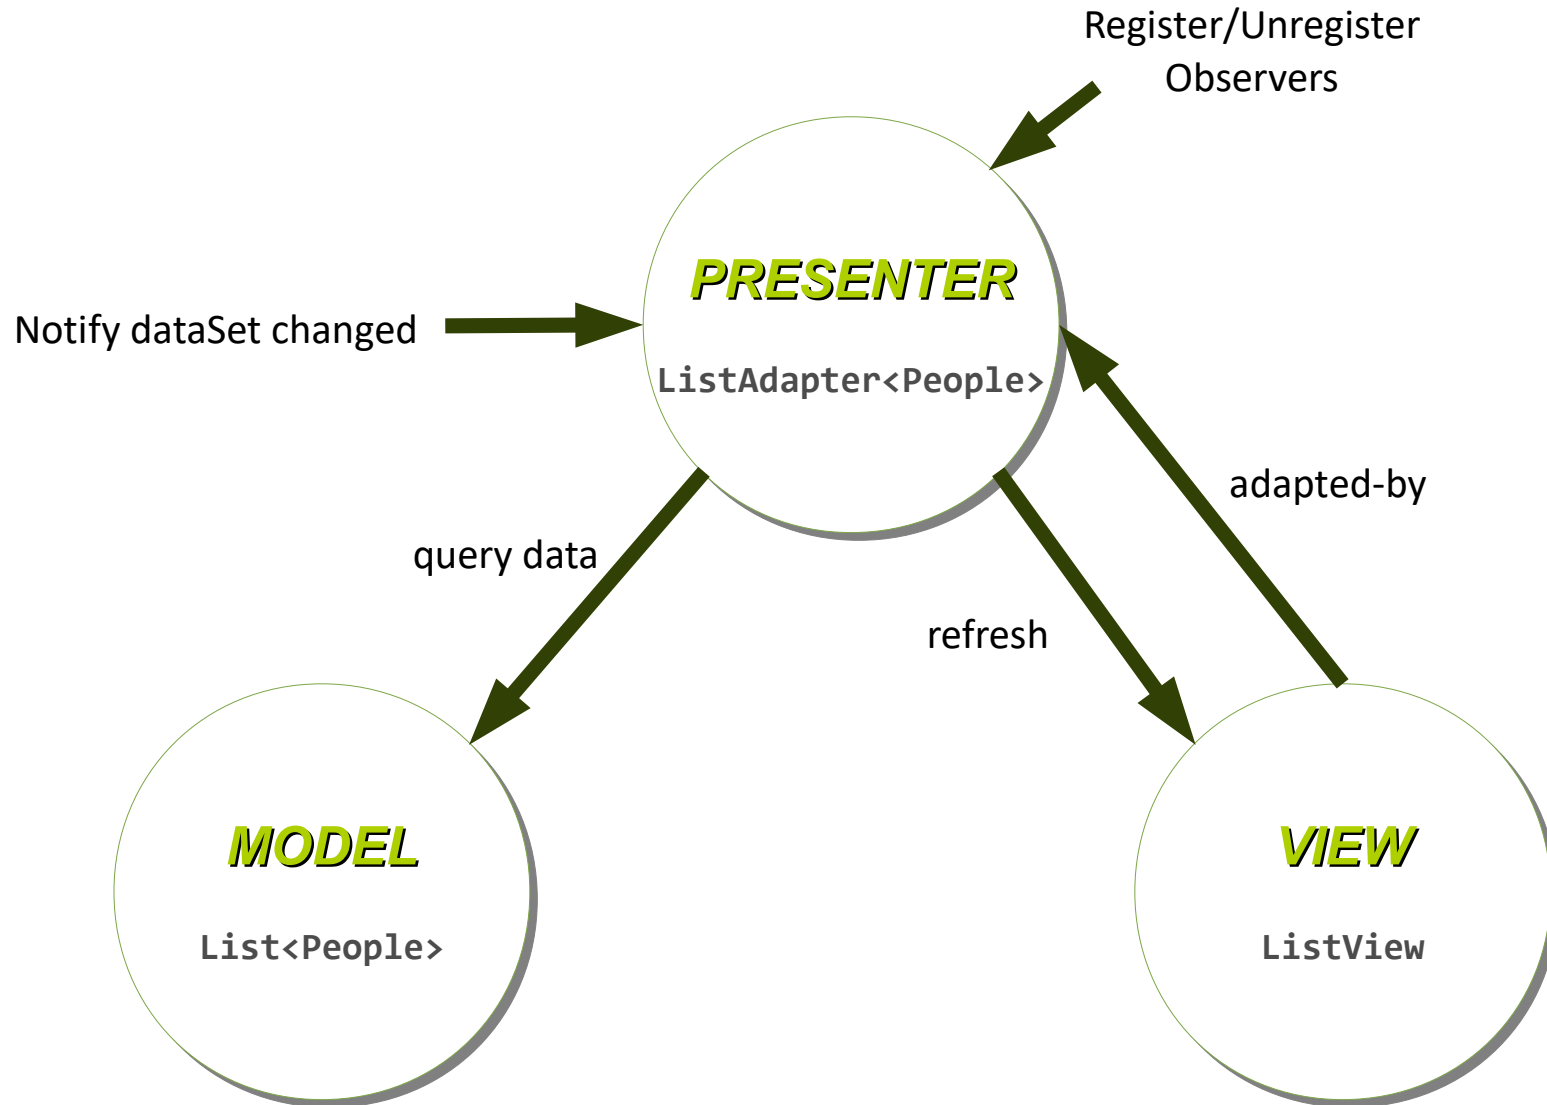 Register/Unregister
Observers
PRESENTER
Notify dataSet changed
ListAdapter<People>
adapted-by
query data
refresh
MODEL
List<People>
VIEW
ListView